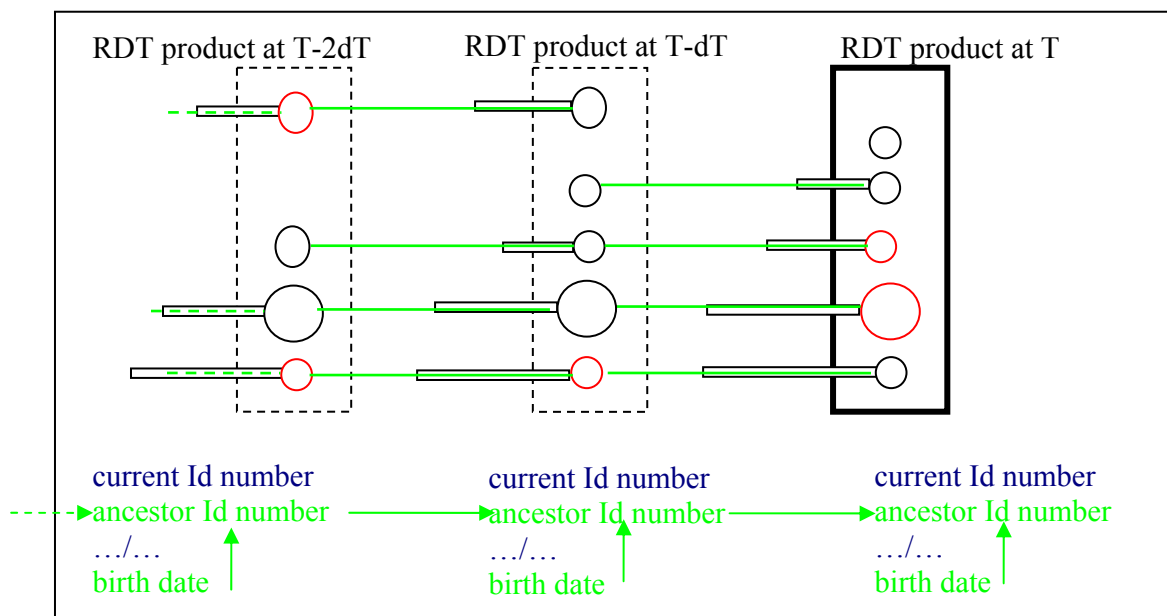 RDT product at T-2dT
RDT product at T-dT
RDT product at T
current Id number
ancestor Id number
…/…
birth date
current Id number
ancestor Id number
…/…
birth date
current Id number
ancestor Id number
…/…
birth date